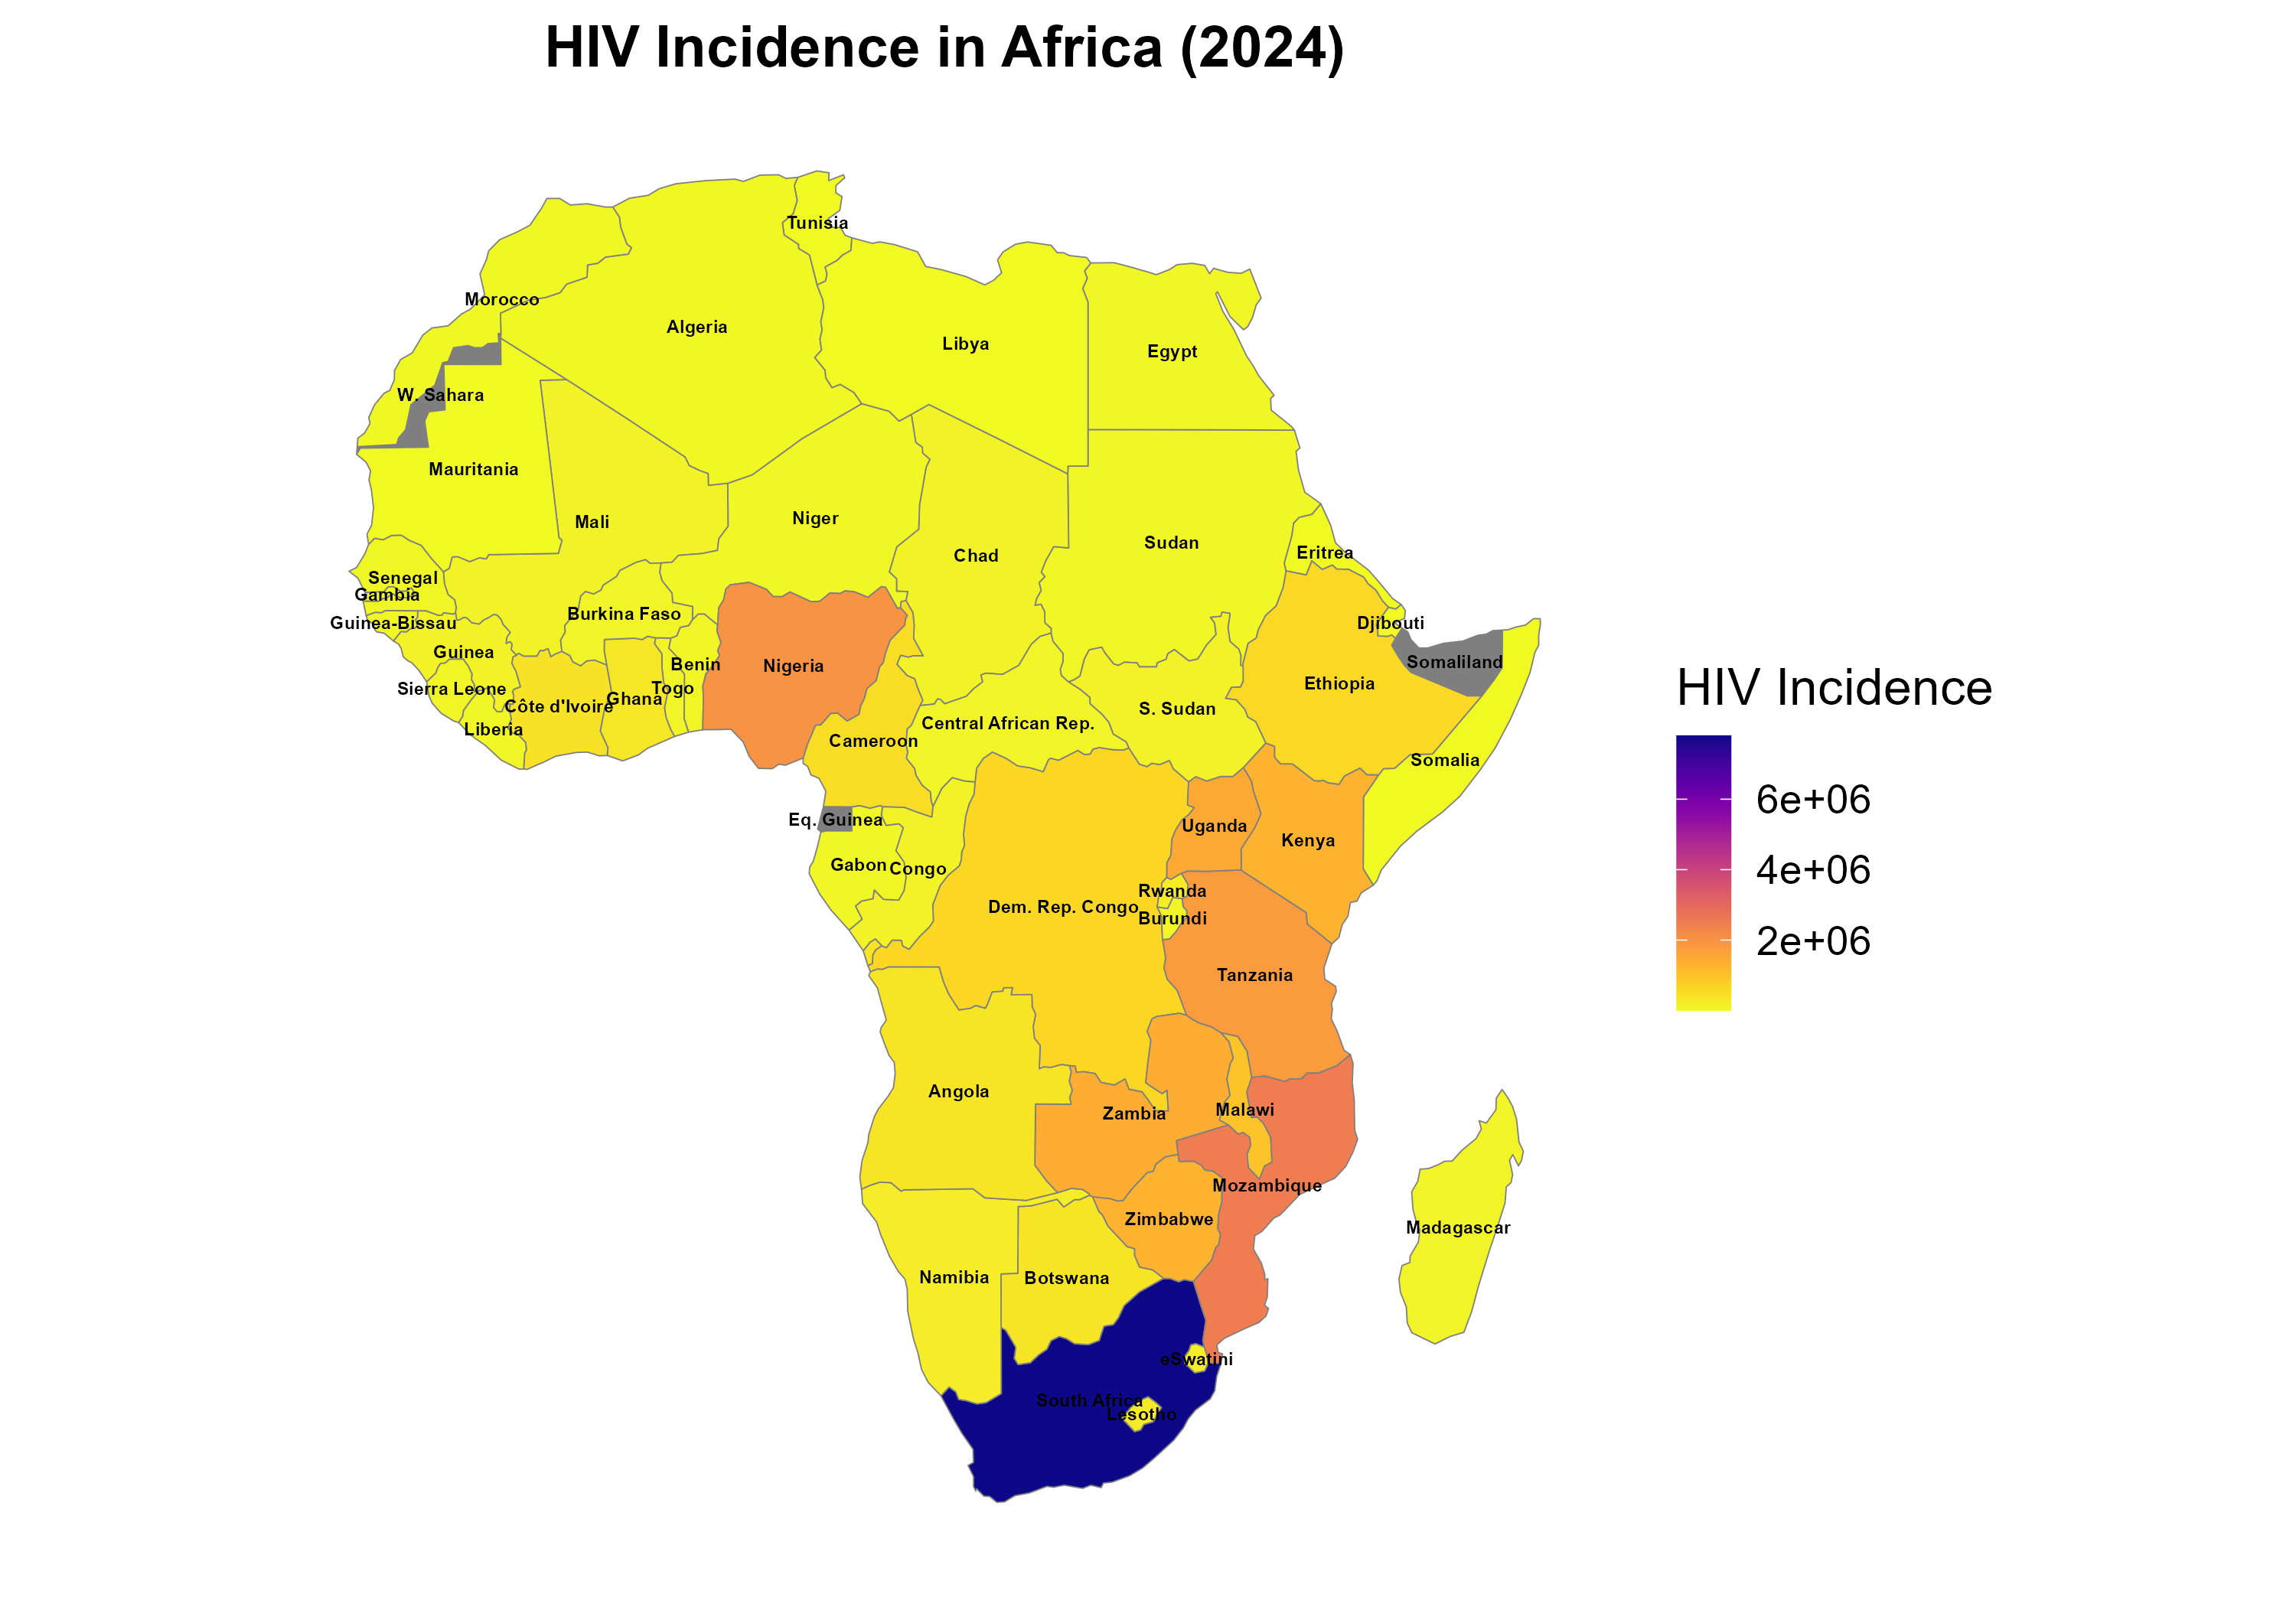 HIV Incidence in Africa (2024)
Tunisia
Morocco
Algeria
Libya
Egypt
W. Sahara
Mauritania
Mali
Niger
Chad
Sudan
Eritrea
Senegal
Gambia
Guinea-Bissau
Burkina Faso
Djibouti
Guinea
Benin
Nigeria
Somaliland
Sierra Leone
Togo
Ghana
Côte d'Ivoire
Ethiopia
S. Sudan
Liberia
Central African Rep.
Cameroon
Somalia
Eq. Guinea
Uganda
Kenya
Gabon
Congo
Rwanda
Dem. Rep. Congo
Burundi
Tanzania
Angola
Zambia
Malawi
Mozambique
Zimbabwe
Madagascar
Namibia
Botswana
eSwatini
South Africa
Lesotho
HIV Incidence
6e+06
4e+06
2e+06